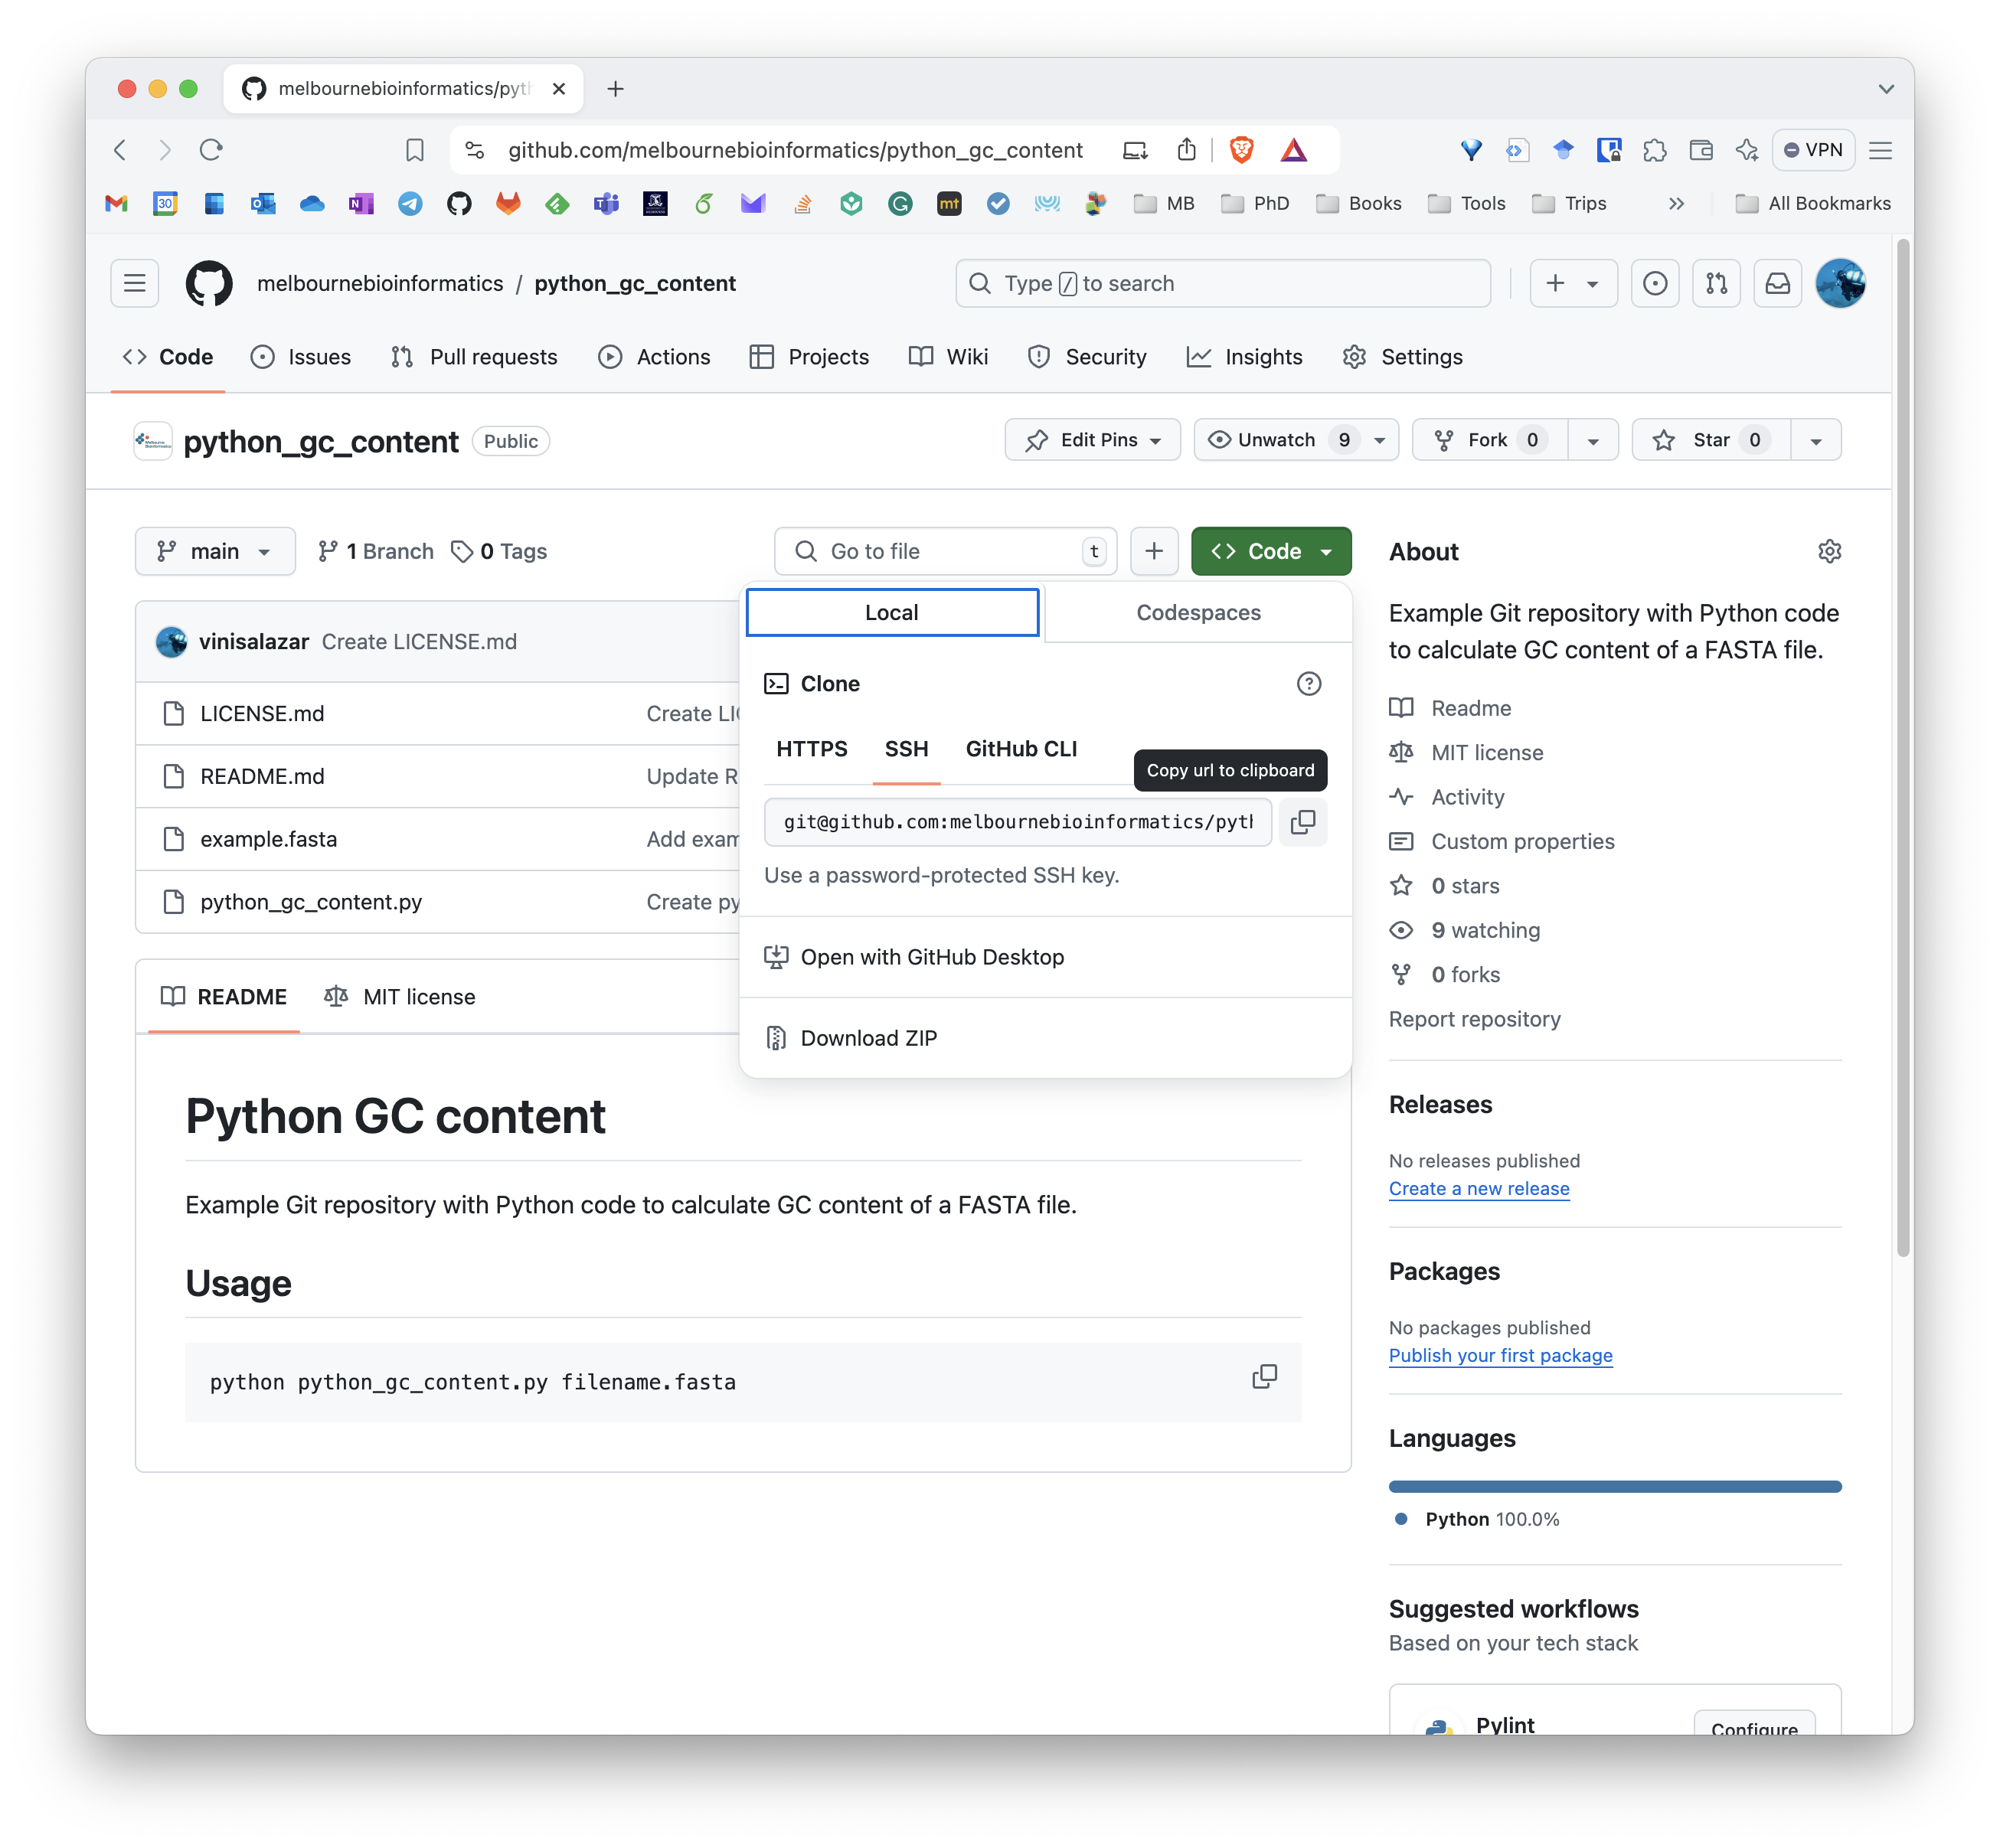 melbournebioinformatics/pyt
github.com/melbournebioinformatics/python_gc_content
VPN
30
mt
MB
PhD
Books
Tools
Trips
All Bookmarks
melbournebioinformatics / python_gc_content
Type / to search
Code
Issues
Pull requests
Actions
Projects
Wiki
Security
Insights
Settings
python_gc_content
Public
Edit Pins
Unwatch 9
Fork 0
Star 0
main
1 Branch
0 Tags
Go to file
t
Code
About
Local
Codespaces
Example Git repository with Python code
to calculate GC content of a FASTA file.
vinisalazar Create LICENSE.md
Clone
LICENSE.md
Create LI
Readme
HTTPS
SSH
GitHub CLI
MIT license
README.md
Update R
Copy url to clipboard
Activity
git@github.com:melbournebioinformatics/pyt
example.fasta
Add exam
Custom properties
Use a password-protected SSH key.
0 stars
python_gc_content.py
Create py
9 watching
Open with GitHub Desktop
0 forks
README
MIT license
Report repository
Download ZIP
Python GC content
Releases
No releases published
Create a new release
Example Git repository with Python code to calculate GC content of a FASTA file.
Usage
Packages
No packages published
Publish your first package
python python_gc_content.py filename.fasta
Languages
Python 100.0%
Suggested workflows
Based on your tech stack
Pylint
Configure